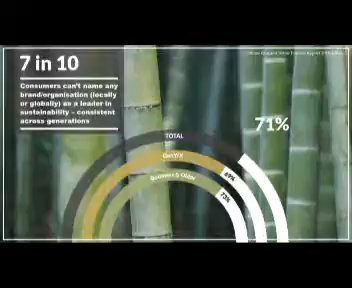 7 in 10
Consumers can't name any
brand/organisation (locally
or globally) as a leader in
sustainability – consistent
across generations
71%
TOTAL
GenY/X
69%
Boomers & Older
73%